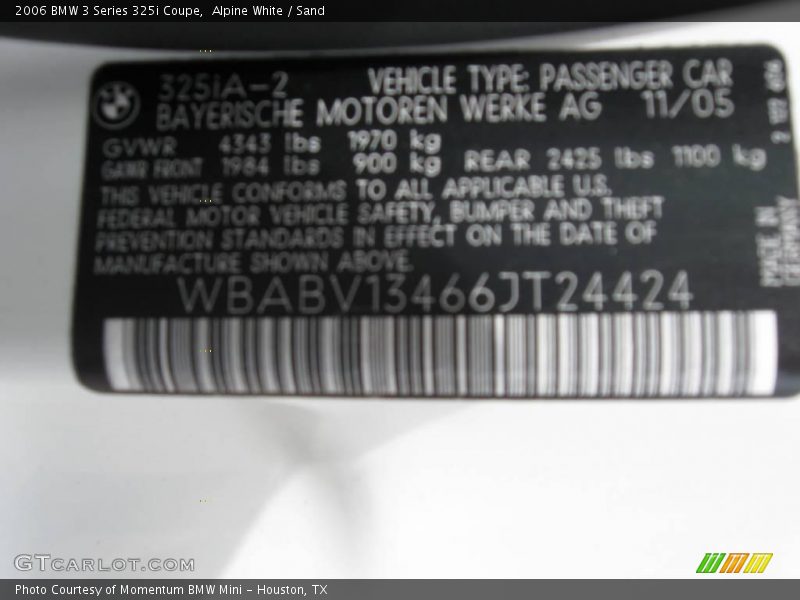 2006 BMW 3 Series 325i Coupe,  Alpine White / Sand
325iA-2 VEHICLE TYPE: PASSENGER CAR
BAYERISCHE MOTOREN WERKE AG 11/05
GVWR 4343 lbs 1970 kg
GAWR FRONT 1984 lbs 900 kg REAR 2425 lbs 1100 kg
THIS VEHICLE CONFORMS TO ALL APPLICABLE U.S.
FEDERAL MOTOR VEHICLE SAFETY, BUMPER AND THEFT
PREVENTION STANDARDS IN EFFECT ON THE DATE OF
MANUFACTURE SHOWN ABOVE.
WBABV13466JT24424
MADE IN
GERMANY
GTCARLOT.COM
Photo Courtesy of Momentum BMW Mini - Houston, TX